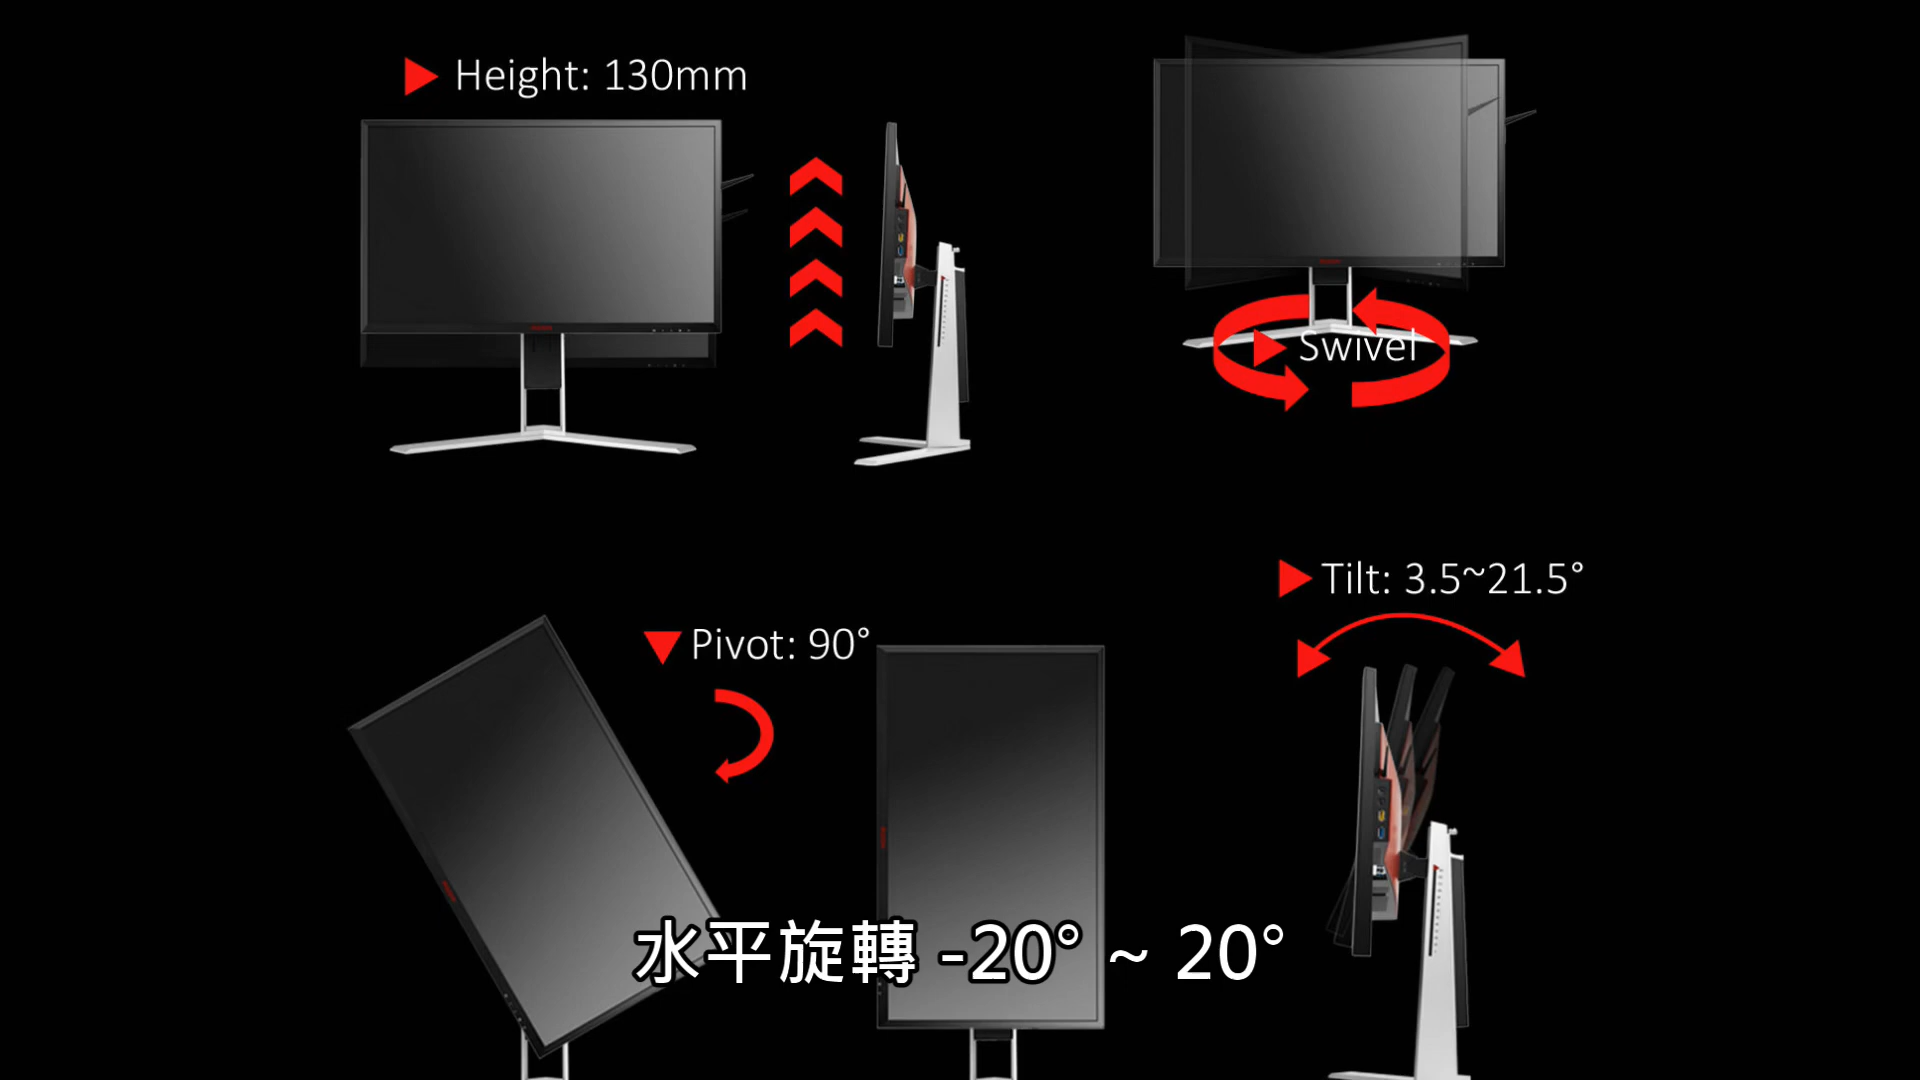 Height: 130mm
Swivel
Tilt: 3.5~21.5°
Pivot: 90°
水平旋轉 -20° ~ 20°